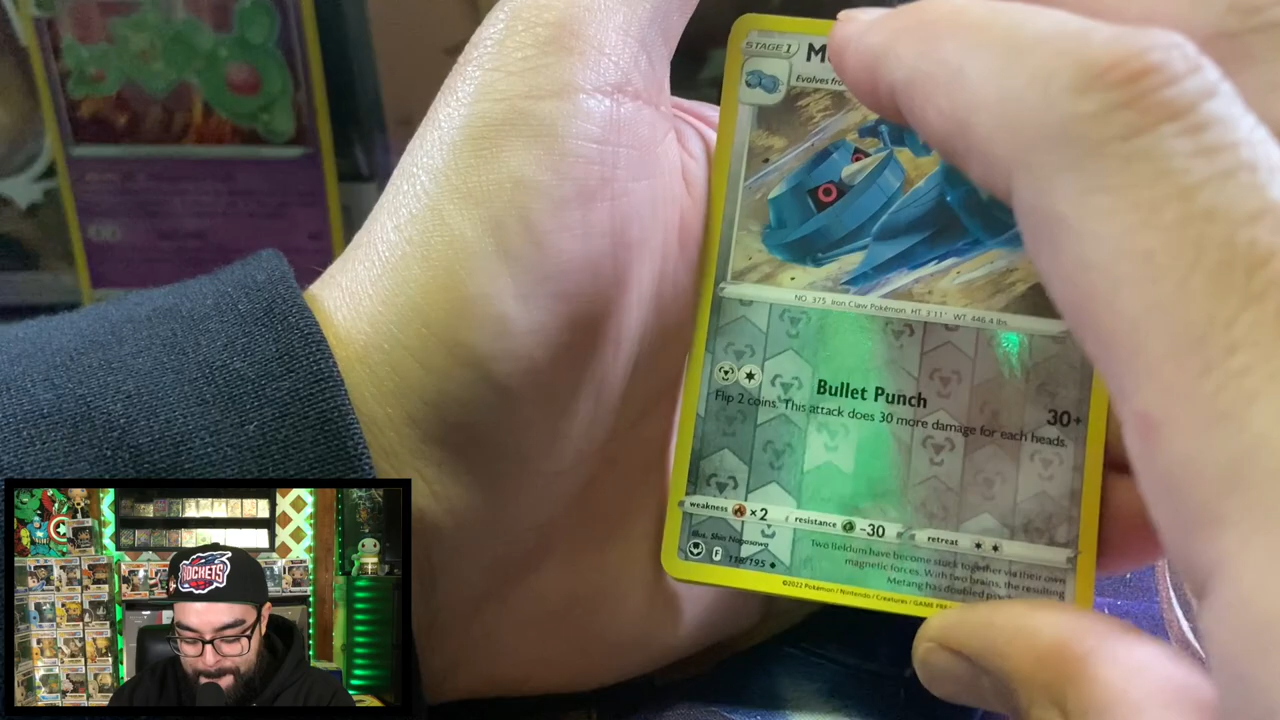 STAGE 1
M
Evolves fro
NO. 375 Iron Claw Pokémon HT: 3'11" WT: 446.4 lbs.
Bullet Punch 30+
Flip 2 coins. This attack does 30 more damage for each heads.
weakness ×2 resistance -30 retreat
Illus. Shin Nagasawa
F 118/195
Two Beldum have become stuck together via their own
magnetic forces. With two brains, the resulting
Metang has doubled
©2022 Pokémon / Nintendo / Creatures / GAME
ROCKETS